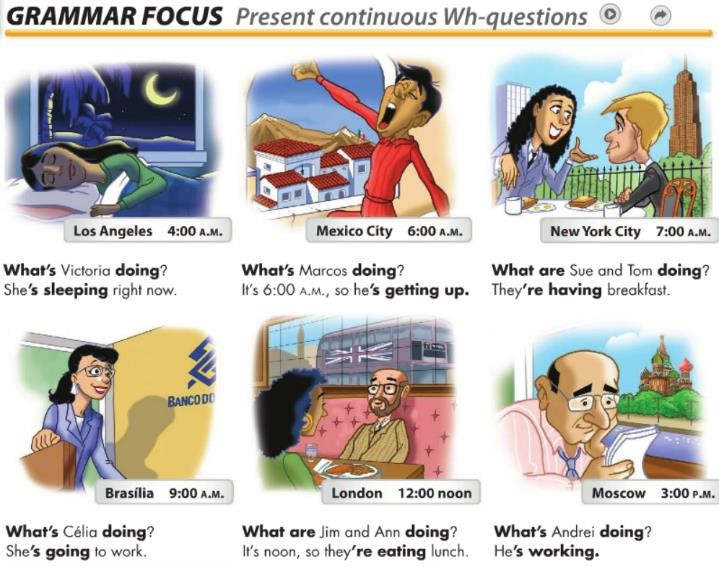 GRAMMAR FOCUS Present continuous Wh-questions
Los Angeles 4:00 A.M.
Mexico City 6:00 A.M.
New York City 7:00 A.M.
What's Victoria doing?
She's sleeping right now.
What's Marcos doing?
It's 6:00 A.M., so he's getting up.
What are Sue and Tom doing?
They're having breakfast.
BANCO DO
Brasília 9:00 A.M.
London 12:00 noon
Moscow 3:00 P.M.
What's Célia doing?
She's going to work.
What are Jim and Ann doing?
It's noon, so they're eating lunch.
What's Andrei doing?
He's working.